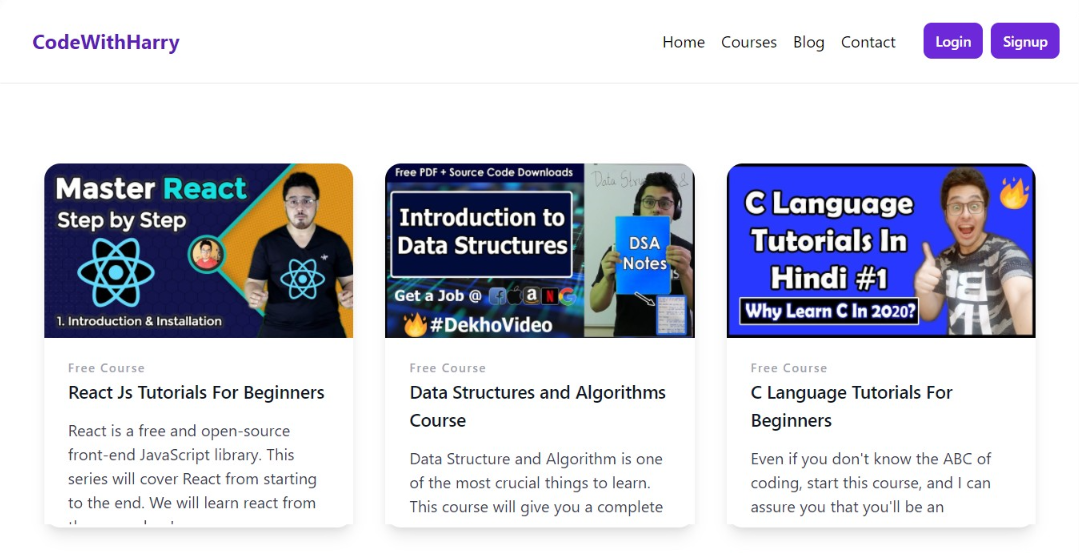 CodeWithHarry
Home Courses Blog Contact Login Signup
Master React
Step by Step
1. Introduction & Installation
Free Course
React Js Tutorials For Beginners
React is a free and open-source
front-end JavaScript library. This
series will cover React from starting
to the end. We will learn react from
Free PDF + Source Code Downloads
Introduction to
Data Structures
Get a Job @
#DekhoVideo
DSA
Notes
Free Course
Data Structures and Algorithms
Course
Data Structure and Algorithm is one
of the most crucial things to learn.
This course will give you a complete
C Language
Tutorials In
Hindi #1
Why Learn C In 2020?
Free Course
C Language Tutorials For
Beginners
Even if you don't know the ABC of
coding, start this course, and I can
assure you that you'll be an